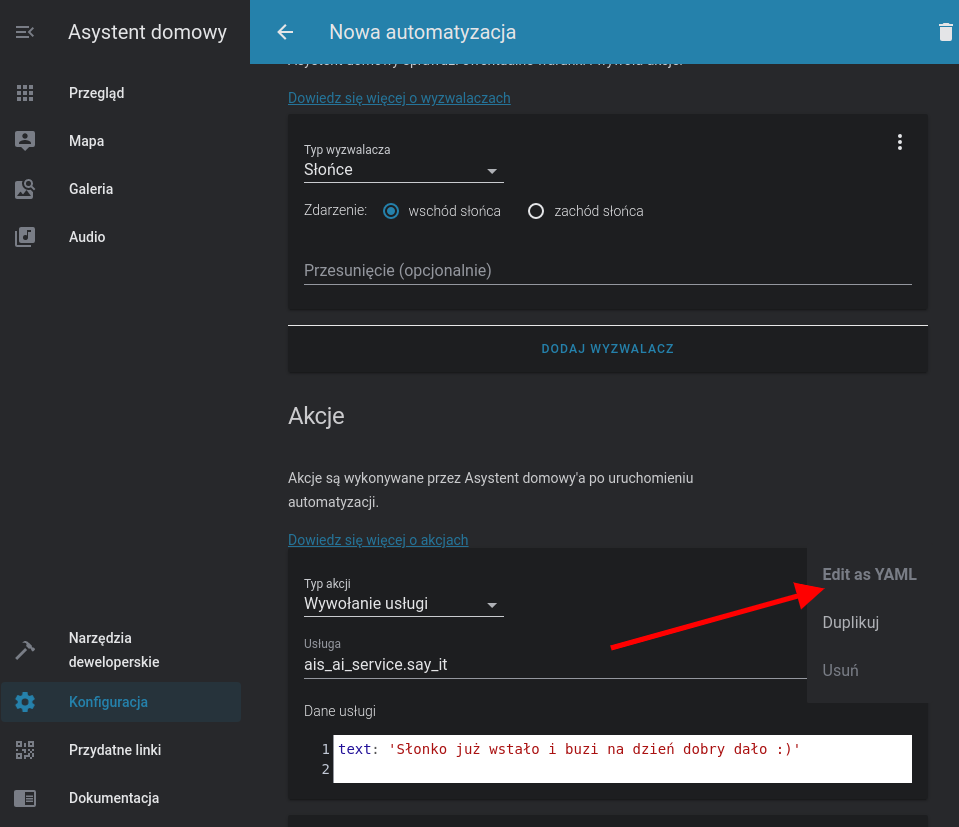 Asystent domowy
Nowa automatyzacja
Przegląd
Mapa
Galeria
Audio
Narzędzia
deweloperskie
Konfiguracja
Przydatne linki
Dokumentacja
Dowiedz się więcej o wyzwalaczach
Typ wyzwalacza
Słońce
Zdarzenie: wschód słońca zachód słońca
Przesunięcie (opcjonalnie)
DODAJ WYZWALACZ
Akcje
Akcje są wykonywane przez Asystent domowy'a po uruchomieniu
automatyzacji.
Dowiedz się więcej o akcjach
Typ akcji
Wywołanie usługi
Edit as YAML
Duplikuj
Usuń
Usługa
ais_ai_service.say_it
Dane usługi
1 text: 'Słonko już wstało i buzi na dzień dobry dało :)'
2